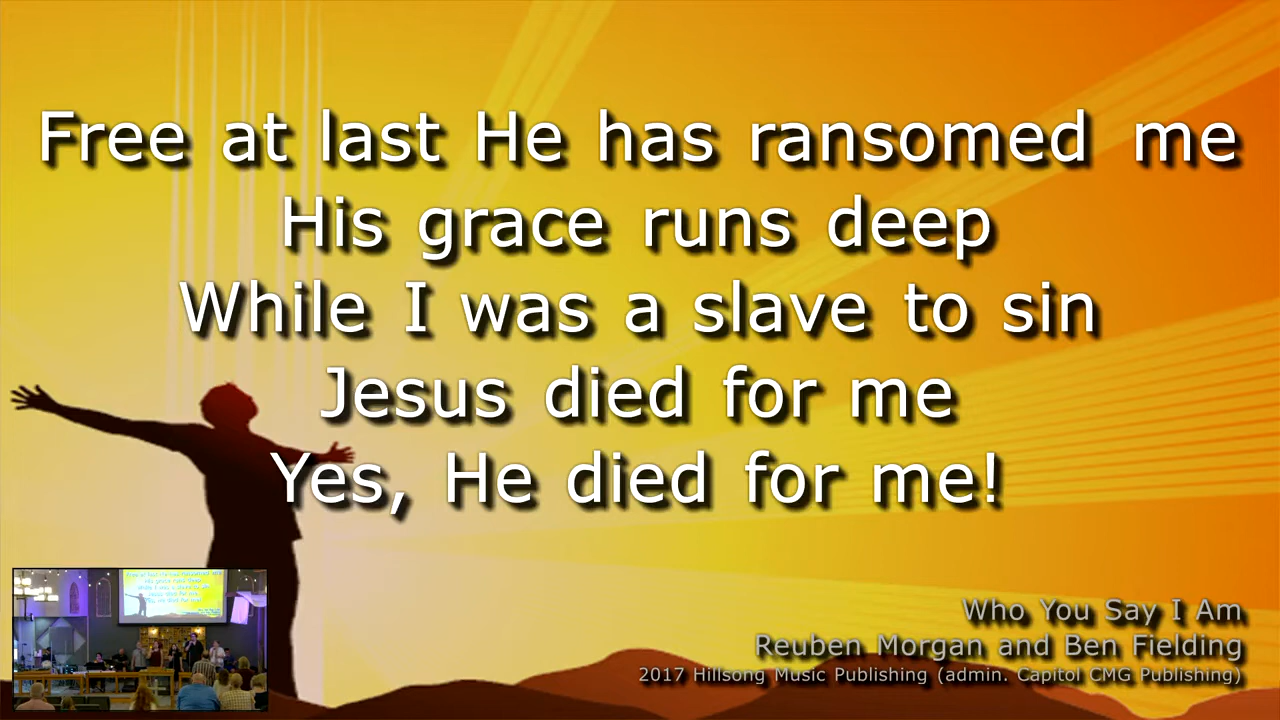 Free at last He has ransomed me
His grace runs deep
While I was a slave to sin
Jesus died for me
Yes, He died for me!
Who You Say I Am
Reuben Morgan and Ben Fielding
2017 Hillsong Music Publishing (admin. Capitol CMG Publishing)